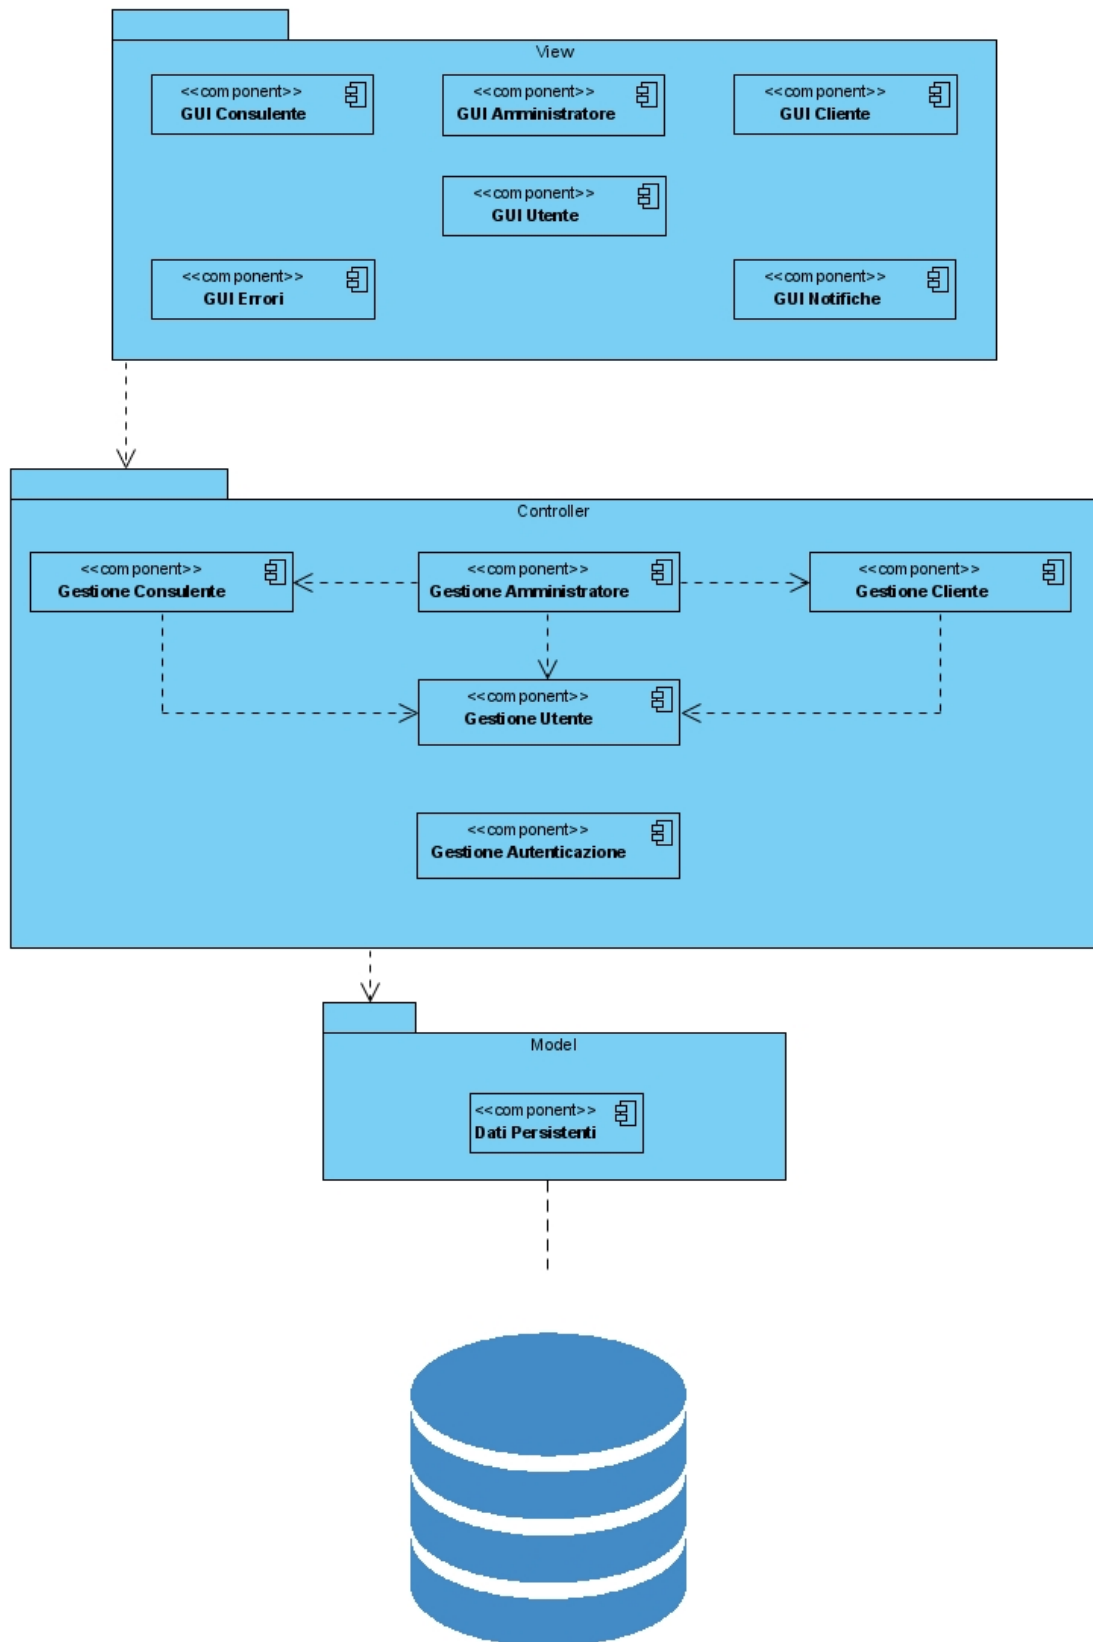 View
<<component>>
GUI Consulente
<<component>>
GUI Amministratore
<<component>>
GUI Cliente
<<component>>
GUI Utente
<<component>>
GUI Errori
<<component>>
GUI Notifiche
Controller
<<component>>
Gestione Consulente
<<component>>
Gestione Amministratore
<<component>>
Gestione Cliente
<<component>>
Gestione Utente
<<component>>
Gestione Autenticazione
Model
<<component>>
Dati Persistenti